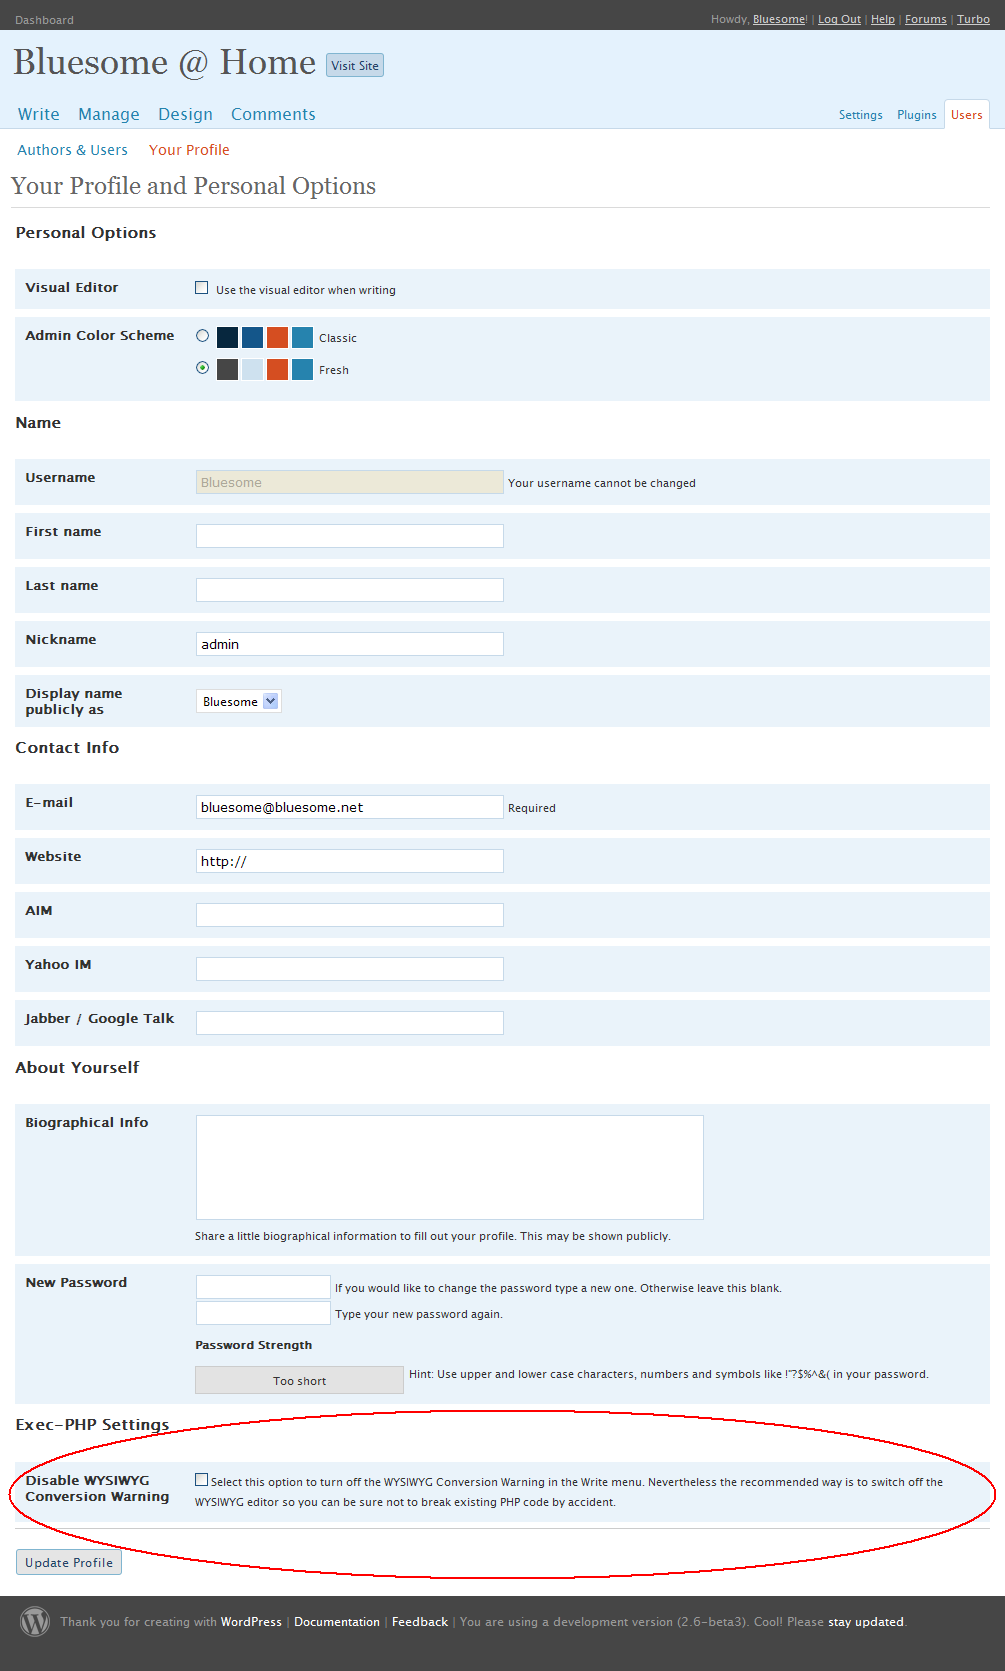 Dashboard
Howdy, Bluesome! | Log Out | Help | Forums | Turbo
Bluesome @ Home
Visit Site
Write Manage Design Comments
Settings Plugins Users
Authors & Users Your Profile
Your Profile and Personal Options
Personal Options
Visual Editor
Use the visual editor when writing
Admin Color Scheme
Classic
Fresh
Name
Username
Bluesome
Your username cannot be changed
First name
Last name
Nickname
admin
Display name
publicly as
Bluesome
Contact Info
E-mail
bluesome@bluesome.net
Required
Website
http://
AIM
Yahoo IM
Jabber / Google Talk
About Yourself
Biographical Info
Share a little biographical information to fill out your profile. This may be shown publicly.
New Password
If you would like to change the password type a new one. Otherwise leave this blank.
Type your new password again.
Password Strength
Too short
Hint: Use upper and lower case characters, numbers and symbols like !"?$%^&( in your password.
Exec-PHP Settings
Disable WYSIWYG
Conversion Warning
Select this option to turn off the WYSIWYG Conversion Warning in the Write menu. Nevertheless the recommended way is to switch off the
WYSIWYG editor so you can be sure not to break existing PHP code by accident.
Update Profile
Thank you for creating with WordPress | Documentation | Feedback | You are using a development version (2.6-beta3). Cool! Please stay updated.